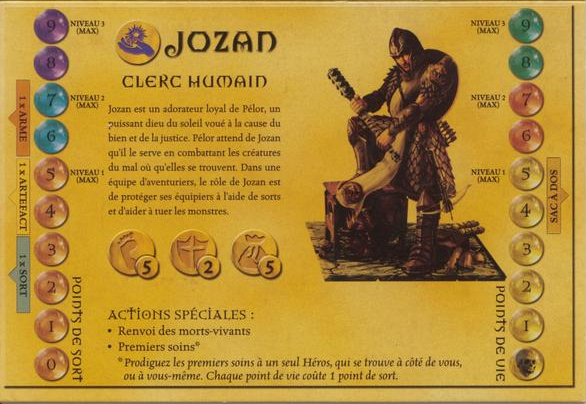 JOZAN
CLERC HUMAIN
Jozan est un adorateur loyal de Pélor, un
puissant dieu du soleil voué à la cause du
bien et de la justice. Pélor attend de Jozan
qu'il le serve en combattant les créatures
du mal où qu'elles se trouvent. Dans une
équipe d'aventuriers, le rôle de Jozan est
de protéger ses équipiers à l'aide de sorts
et d'aider à tuer les monstres.
5
2
5
ACTIONS SPÉCIALES :
• Renvoi des morts-vivants
• Premiers soins*
*Prodiguez les premiers soins à un seul Héros, qui se trouve à côté de vous,
ou à vous-même. Chaque point de vie coûte 1 point de sort.
1 x ARME
1 x ARTEFACT
1 x SORT
9
NIVEAU 3
(MAX)
8
7
NIVEAU 2
(MAX)
6
5
NIVEAU 1
(MAX)
4
3
2
1
0
POINTS DE SORT
NIVEAU 3
(MAX)
9
8
NIVEAU 2
(MAX)
7
6
NIVEAU 1
(MAX)
5
4
3
2
1
POINTS DE VIE
SAC À DOS